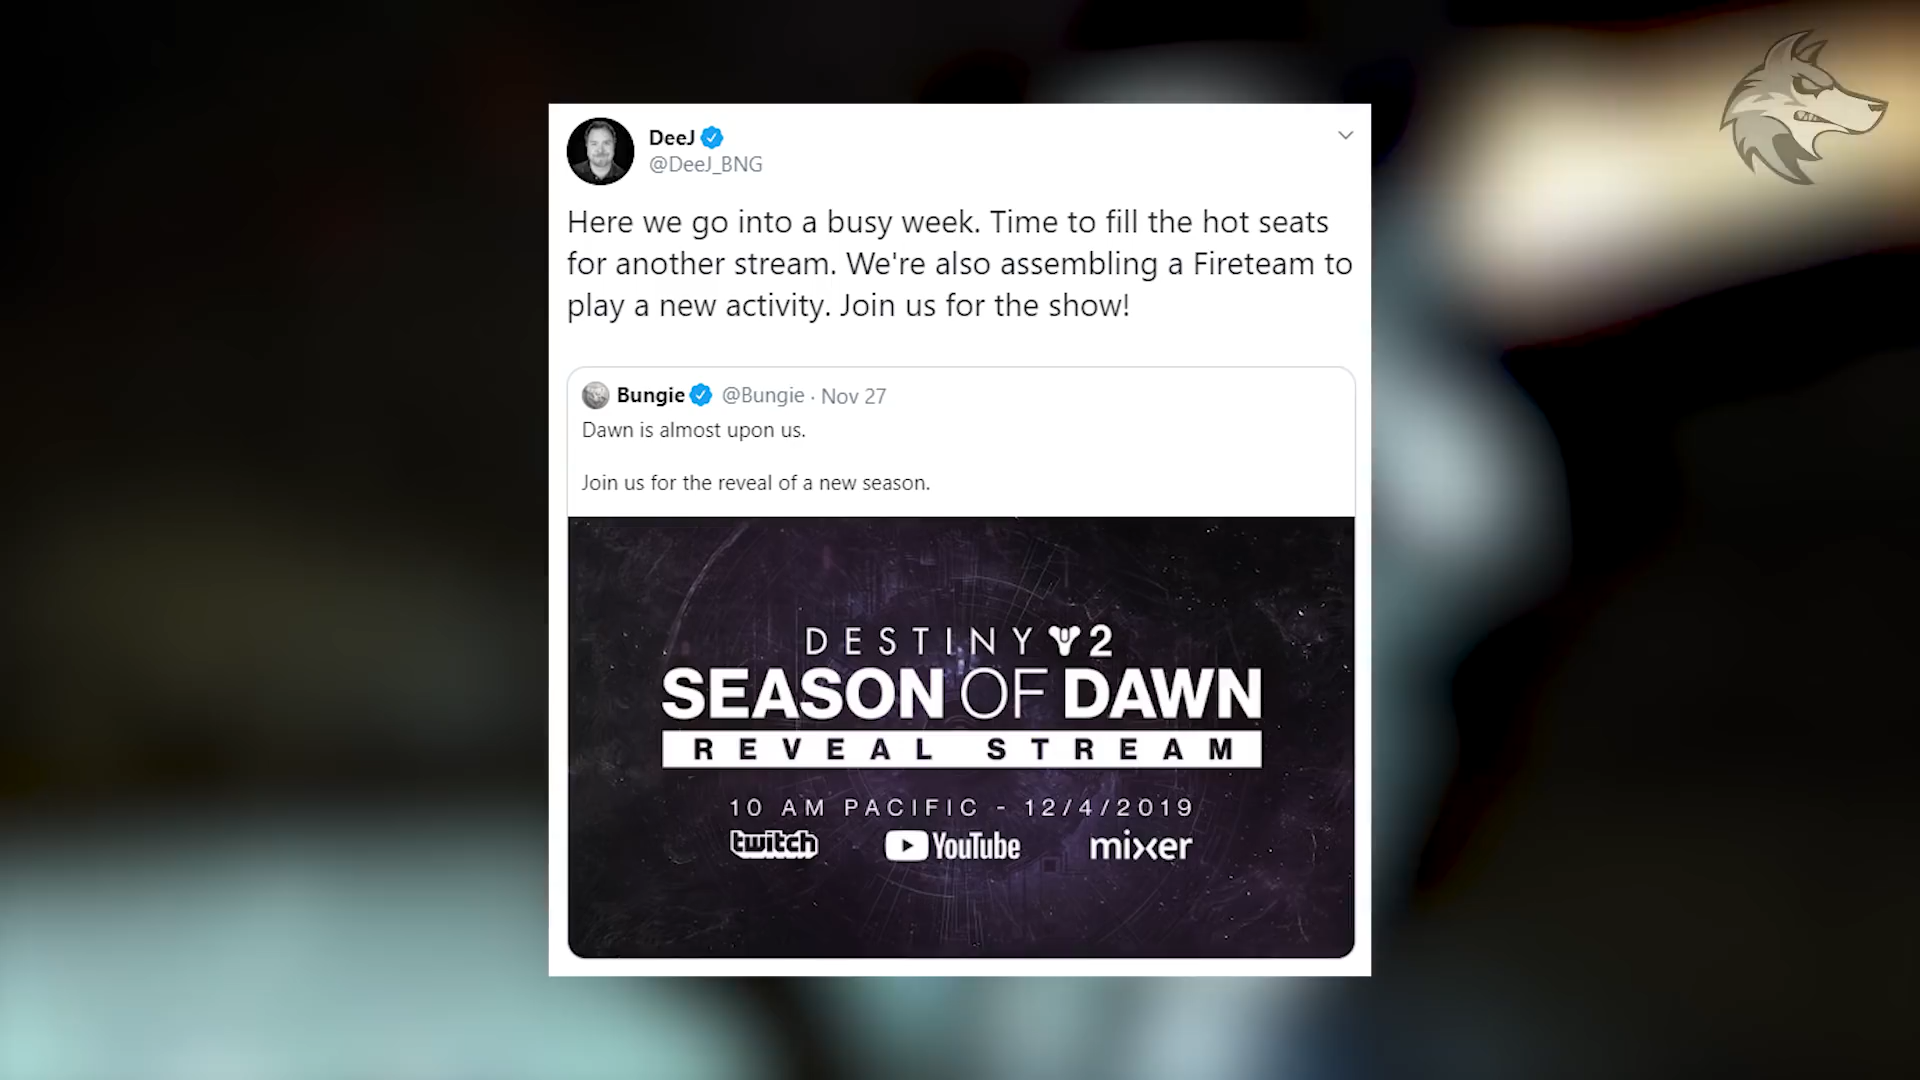 DeeJ
@DeeJ_BNG
Here we go into a busy week. Time to fill the hot seats
for another stream. We're also assembling a Fireteam to
play a new activity. Join us for the show!
Bungie @Bungie · Nov 27
Dawn is almost upon us.
Join us for the reveal of a new season.
DESTINY 2
SEASON OF DAWN
REVEAL STREAM
10 AM PACIFIC - 12/4/2019
twitch YouTube mixer